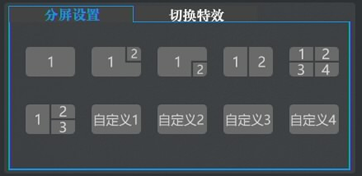 分屏设置 切换特效
1 1 2 1 2 1 2 1 2
3 4
1 2 自定义1 自定义2 自定义3 自定义4
3